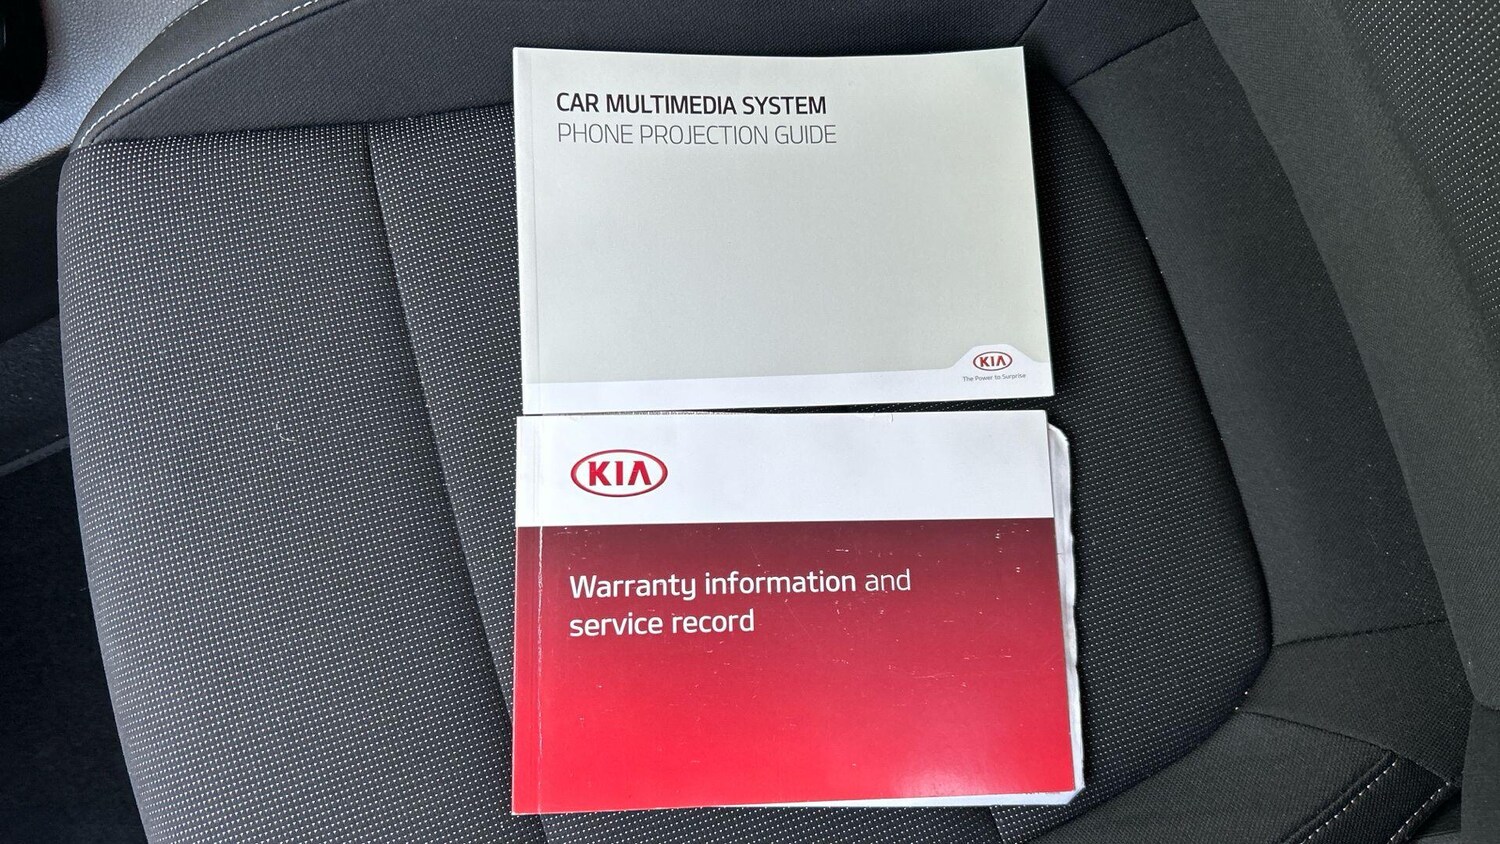 CAR MULTIMEDIA SYSTEM
PHONE PROJECTION GUIDE
KIA
The Power to Surprise
KIA
Warranty information and
service record